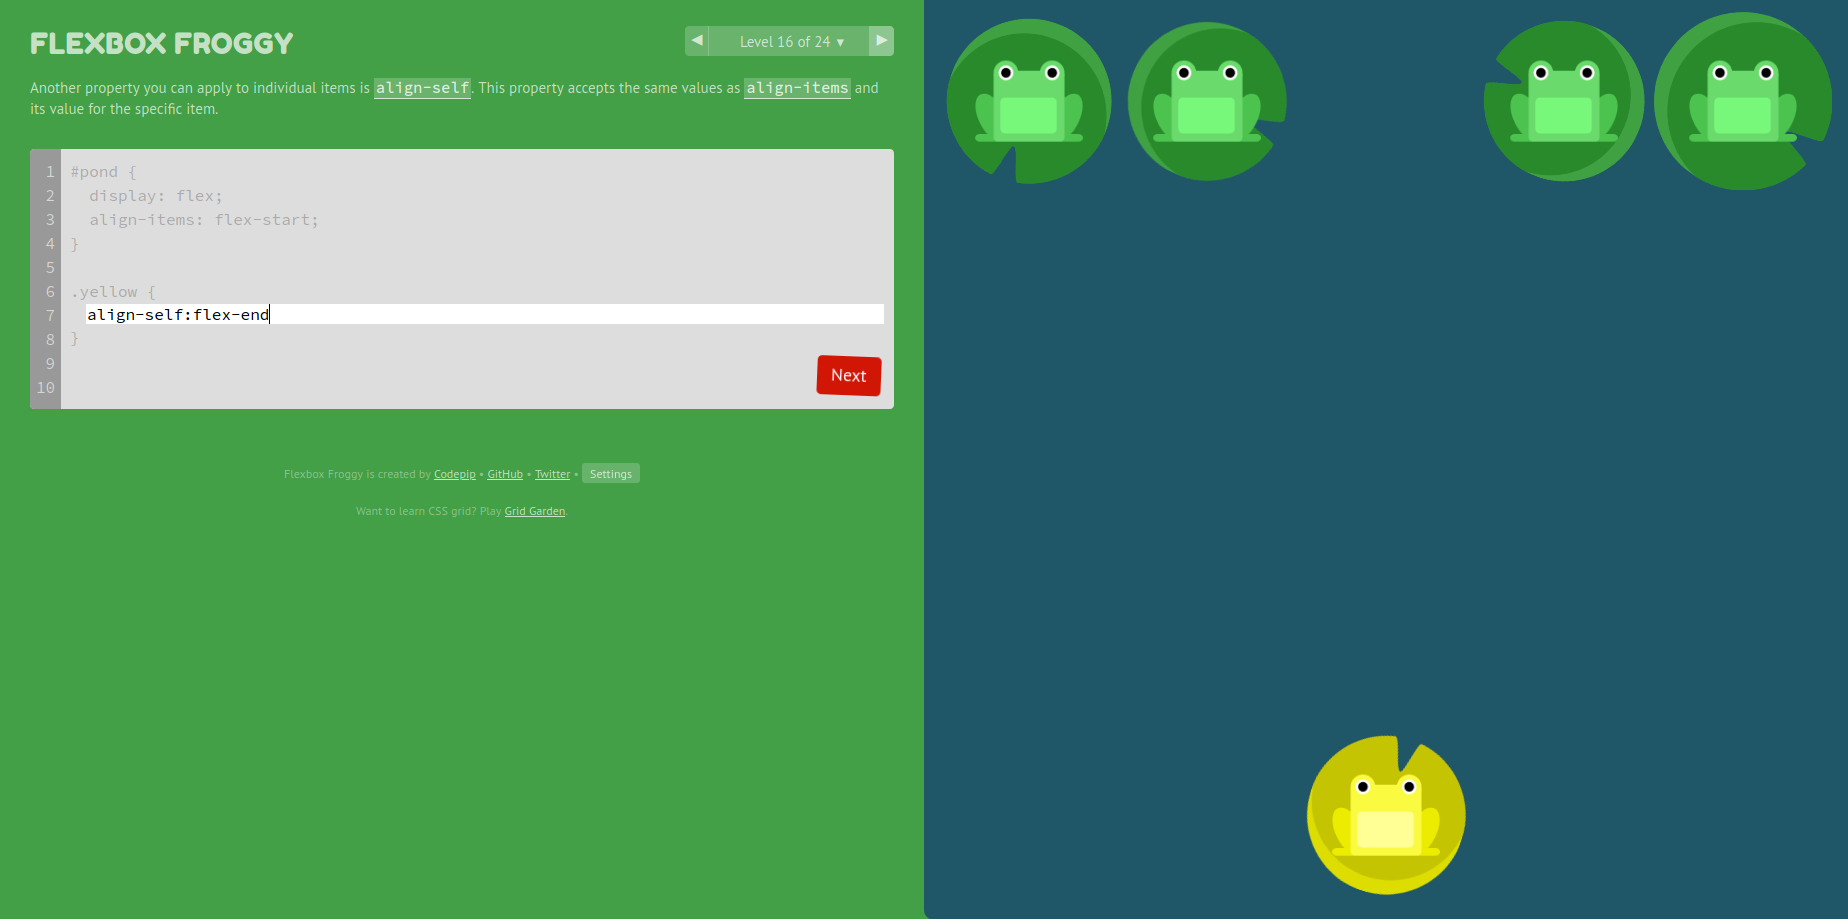 FLEXBOX FROGGY
◀ Level 16 of 24 ▾ ▶
Another property you can apply to individual items is align-self. This property accepts the same values as align-items and
its value for the specific item.
1 #pond {
2 display: flex;
3 align-items: flex-start;
4 }
5
6 .yellow {
7 align-self:flex-end
8 }
9
10
Next
Flexbox Froggy is created by Codepip • GitHub • Twitter • Settings
Want to learn CSS grid? Play Grid Garden.